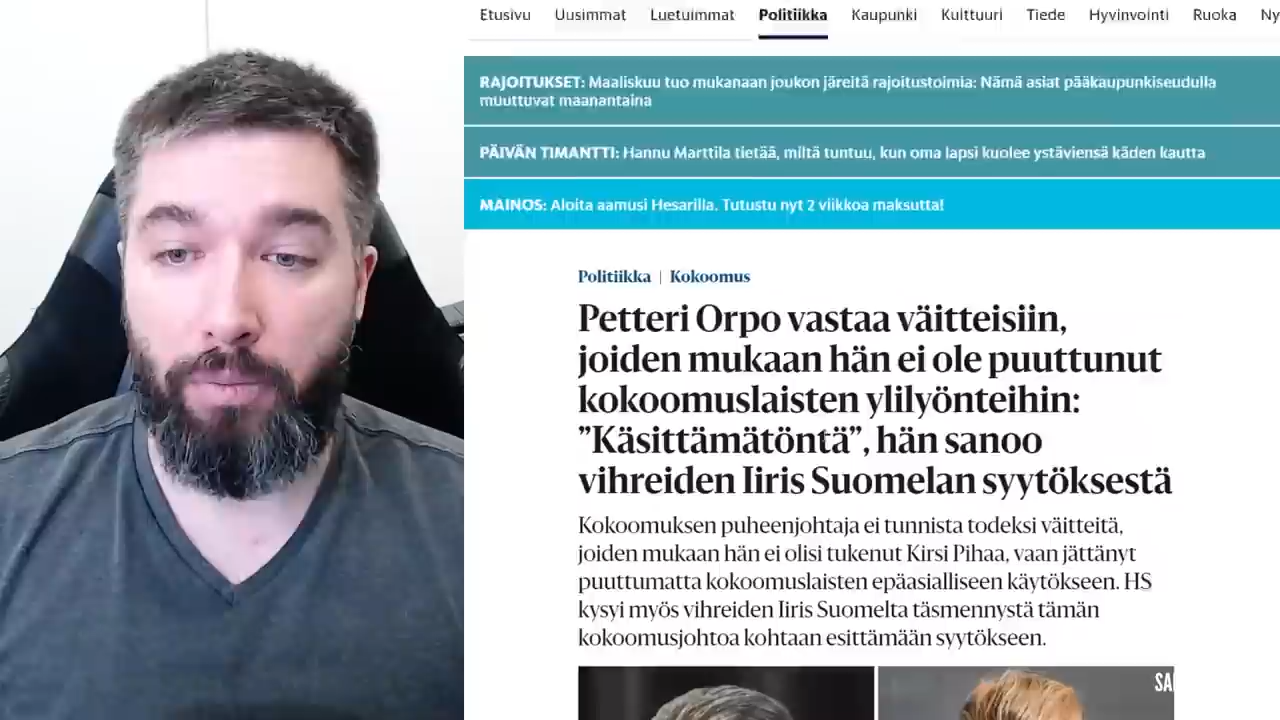 Etusivu Uusimmat Luetuimmat Politiikka Kaupunki Kulttuuri Tiede Hyvinvointi Ruoka Ny
RAJOITUKSET: Maaliskuu tuo mukanaan joukon järeitä rajoitustoimia: Nämä asiat pääkaupunkiseudulla
muuttuvat maanantaina
PÄIVÄN TIMANTTI: Hannu Marttila tietää, miltä tuntuu, kun oma lapsi kuolee ystäviensä käden kautta
MAINOS: Aloita aamusi Hesarilla. Tutustu nyt 2 viikkoa maksutta!
Politiikka | Kokoomus
Petteri Orpo vastaa väitteisiin,
joiden mukaan hän ei ole puuttunut
kokoomuslaisten ylilyönteihin:
”Käsittämätöntä”, hän sanoo
vihreiden Iiris Suomelan syytöksestä
Kokoomuksen puheenjohtaja ei tunnista todeksi väitteitä,
joiden mukaan hän ei olisi tukenut Kirsi Pihaa, vaan jättänyt
puuttumatta kokoomuslaisten epäasialliseen käytökseen. HS
kysyi myös vihreiden Iiris Suomelta täsmennystä tämän
kokoomusjohtoa kohtaan esittämään syytökseen.
SA